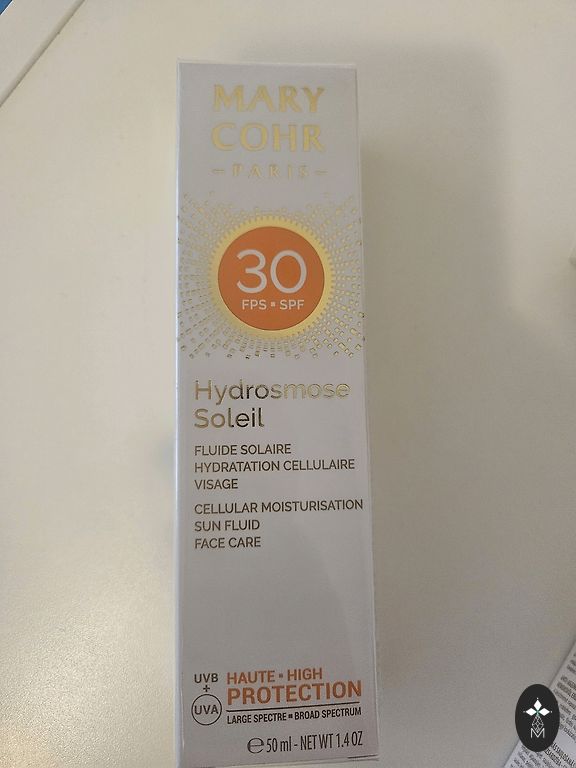 MARY
COHR
-PARIS-
30
FPS ▪ SPF
Hydrosmose
Soleil
FLUIDE SOLAIRE
HYDRATATION CELLULAIRE
VISAGE
CELLULAR MOISTURISATION
SUN FLUID
FACE CARE
UVB
+
UVA
HAUTE ▪ HIGH
PROTECTION
LARGE SPECTRE ▪ BROAD SPECTRUM
℮ 50 ml - NET WT 1.4 OZ
M